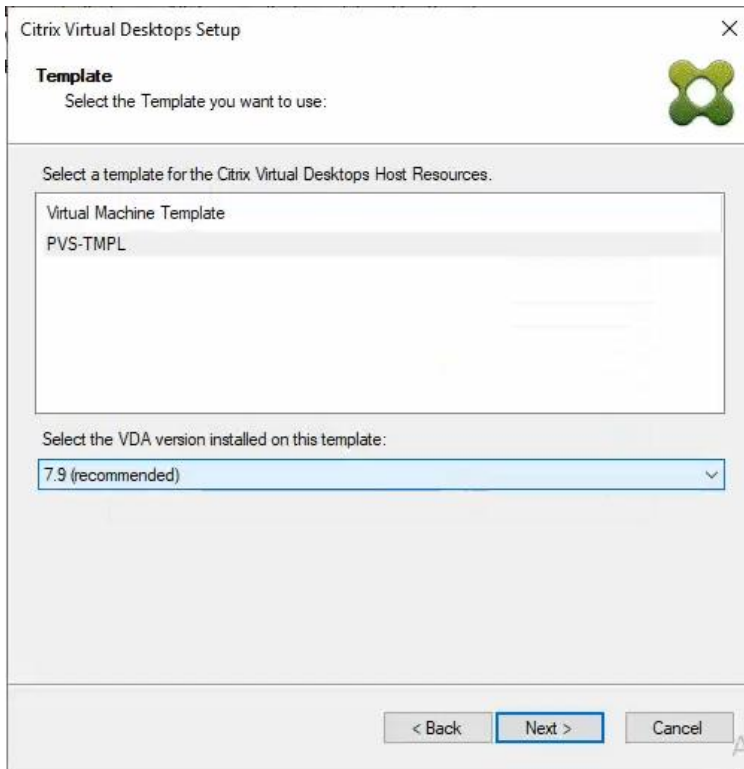 Citrix Virtual Desktops Setup
Template
Select the Template you want to use:
Select a template for the Citrix Virtual Desktops Host Resources.
Virtual Machine Template
PVS-TMPL
Select the VDA version installed on this template:
7.9 (recommended)
< Back Next > Cancel